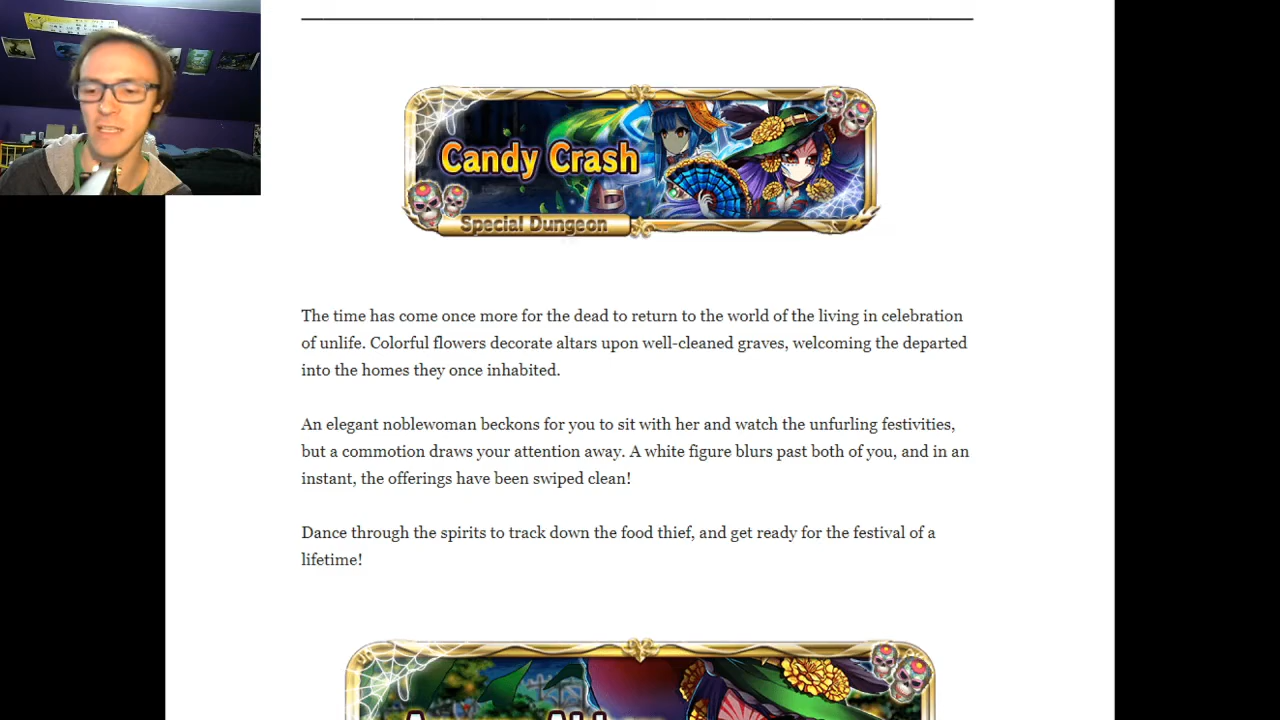 Candy Crash
Special Dungeon
The time has come once more for the dead to return to the world of the living in celebration
of unlife. Colorful flowers decorate altars upon well-cleaned graves, welcoming the departed
into the homes they once inhabited.
An elegant noblewoman beckons for you to sit with her and watch the unfurling festivities,
but a commotion draws your attention away. A white figure blurs past both of you, and in an
instant, the offerings have been swiped clean!
Dance through the spirits to track down the food thief, and get ready for the festival of a
lifetime!